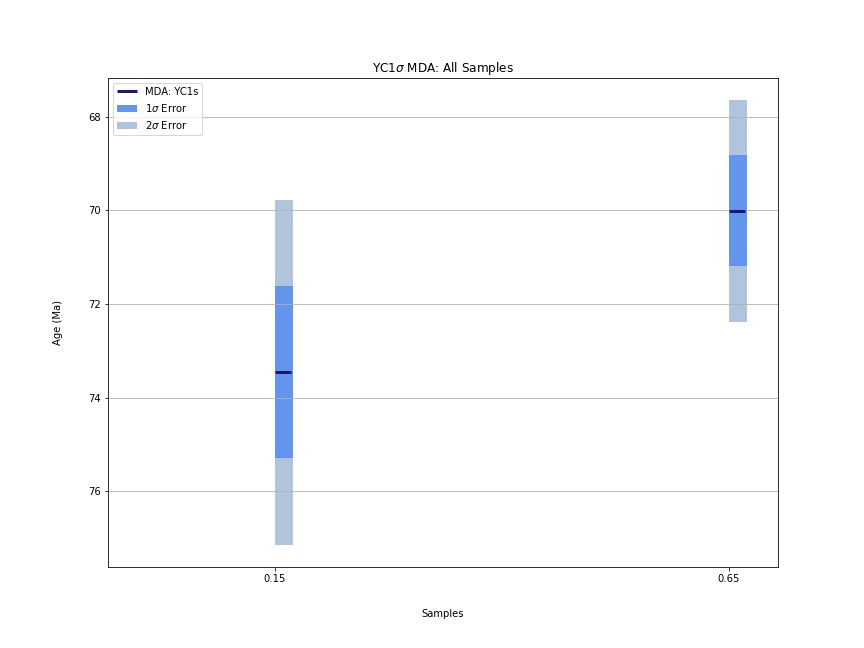 YC1σ MDA: All Samples
MDA: YC1s
1σ Error
2σ Error
68
70
72
74
76
Age (Ma)
0.15
0.65
Samples